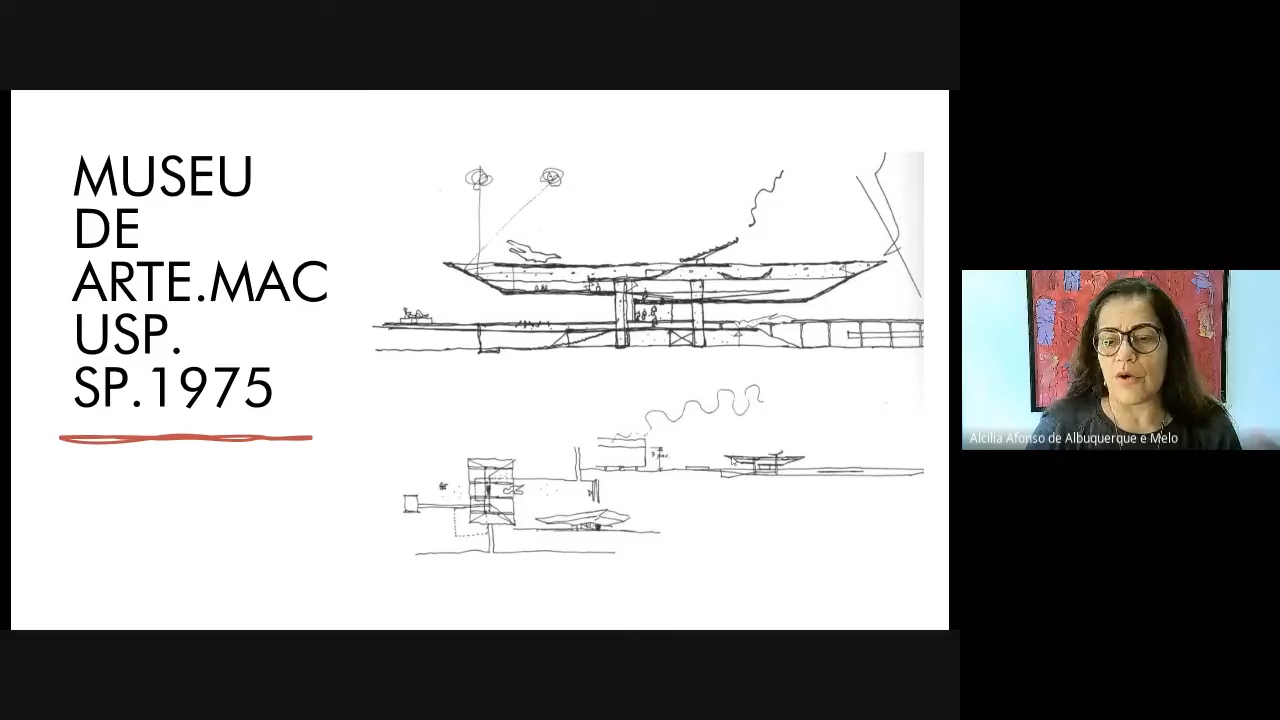 MUSEU
DE
ARTE.MAC
USP.
SP.1975
Alcilia Afonso de Albuquerque e Melo